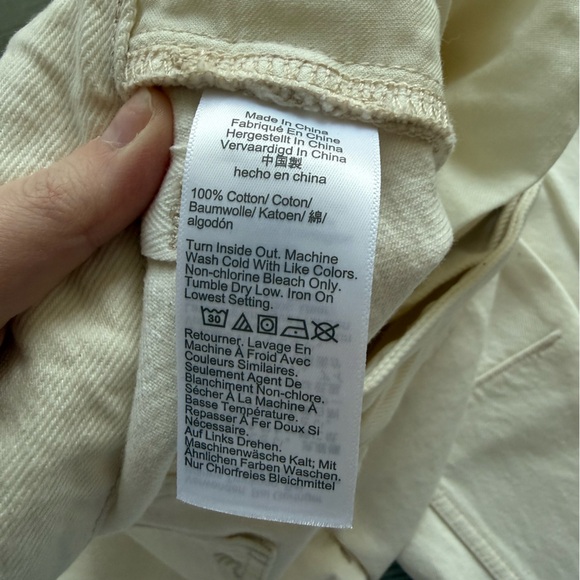 Made In China
Fabriqué En Chine
Hergestellt In China
Vervaardigd In China
中国製
hecho en china
100% Cotton/ Coton/
Baumwolle/ Katoen/ 綿/
algodón
Turn Inside Out. Machine
Wash Cold With Like Colors.
Non-chlorine Bleach Only.
Tumble Dry Low. Iron On
Lowest Setting.
30
Retourner. Lavage En
Machine À Froid Avec
Couleurs Similaires.
Seulement Agent De
Blanchiment Non-chlore.
Sécher À La Machine À
Basse Température.
Repasser À Fer Doux Si
Nécessaire.
Auf Links Drehen.
Maschinenwäsche Kalt; Mit
Ähnlichen Farben Waschen,
Nur Chlorfreies Bleichmittel